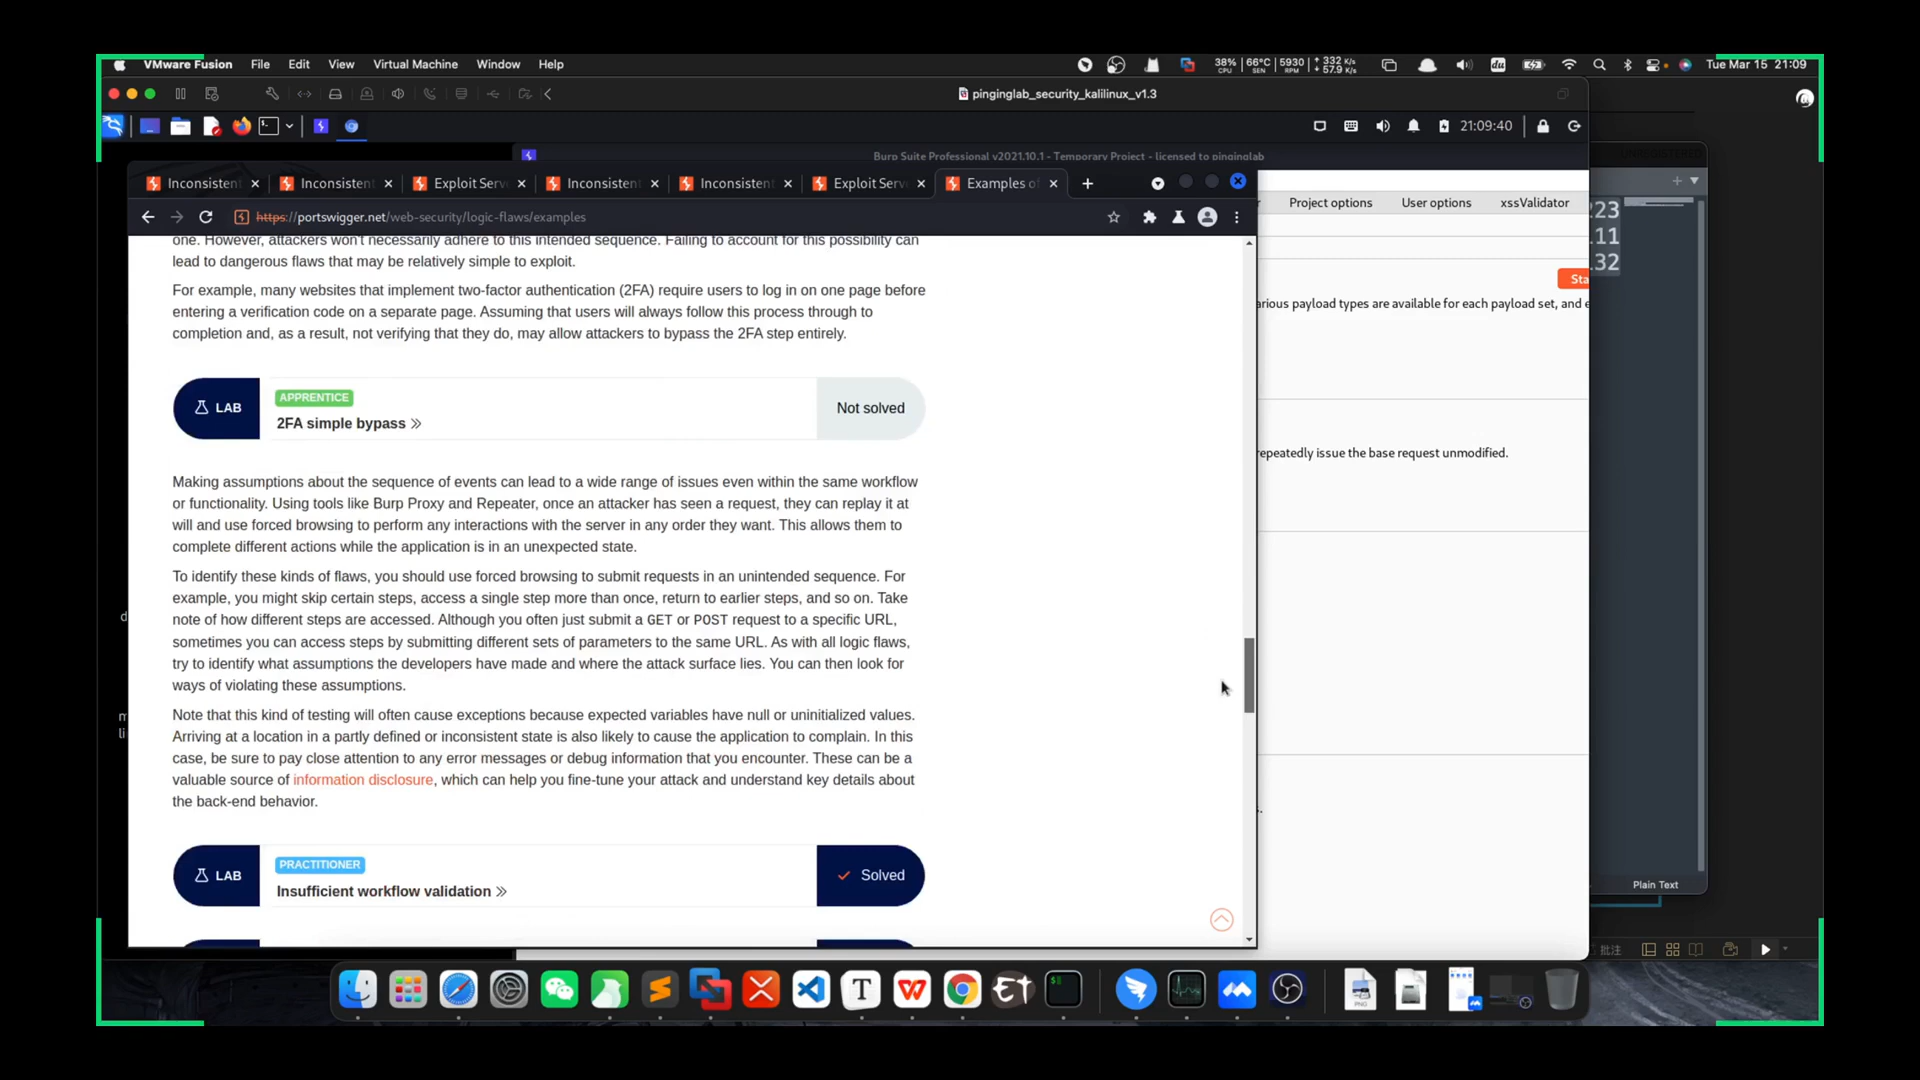 VMware Fusion File Edit View Virtual Machine Window Help
38% CPU 66°C SEN 5930 RPM 332 K/s 57.9 K/s
Tue Mar 15 21:09
pinginglab_security_kalilinux_v1.3
21:09:40
Burp Suite Professional v2021.10.1 - Temporary Project - licensed to pinginglab
Inconsistent
Inconsistent
Exploit Serv
Inconsistent
Inconsistent
Exploit Serv
Examples o
https://portswigger.net/web-security/logic-flaws/examples
Project options User options xssValidator
223
111
132
Sta
arious payload types are available for each payload set, and e
repeatedly issue the base request unmodified.
one. However, attackers won't necessarily adhere to this intended sequence. Failing to account for this possibility can
lead to dangerous flaws that may be relatively simple to exploit.
For example, many websites that implement two-factor authentication (2FA) require users to log in on one page before
entering a verification code on a separate page. Assuming that users will always follow this process through to
completion and, as a result, not verifying that they do, may allow attackers to bypass the 2FA step entirely.
LAB
APPRENTICE
2FA simple bypass
Not solved
Making assumptions about the sequence of events can lead to a wide range of issues even within the same workflow
or functionality. Using tools like Burp Proxy and Repeater, once an attacker has seen a request, they can replay it at
will and use forced browsing to perform any interactions with the server in any order they want. This allows them to
complete different actions while the application is in an unexpected state.
To identify these kinds of flaws, you should use forced browsing to submit requests in an unintended sequence. For
example, you might skip certain steps, access a single step more than once, return to earlier steps, and so on. Take
note of how different steps are accessed. Although you often just submit a GET or POST request to a specific URL,
sometimes you can access steps by submitting different sets of parameters to the same URL. As with all logic flaws,
try to identify what assumptions the developers have made and where the attack surface lies. You can then look for
ways of violating these assumptions.
Note that this kind of testing will often cause exceptions because expected variables have null or uninitialized values.
Arriving at a location in a partly defined or inconsistent state is also likely to cause the application to complain. In this
case, be sure to pay close attention to any error messages or debug information that you encounter. These can be a
valuable source of information disclosure, which can help you fine-tune your attack and understand key details about
the back-end behavior.
LAB
PRACTITIONER
Insufficient workflow validation
Solved
Plain Text
批注